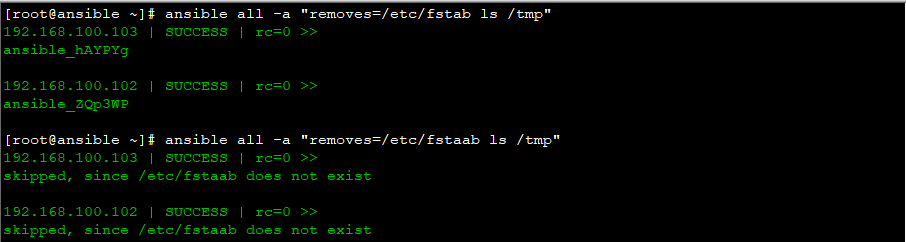 [root@ansible ~]# ansible all -a "removes=/etc/fstab ls /tmp"
192.168.100.103 | SUCCESS | rc=0 >>
ansible_hAYPYg
192.168.100.102 | SUCCESS | rc=0 >>
ansible_ZQp3WP
[root@ansible ~]# ansible all -a "removes=/etc/fstaab ls /tmp"
192.168.100.103 | SUCCESS | rc=0 >>
skipped, since /etc/fstaab does not exist
192.168.100.102 | SUCCESS | rc=0 >>
skipped, since /etc/fstaab does not exist